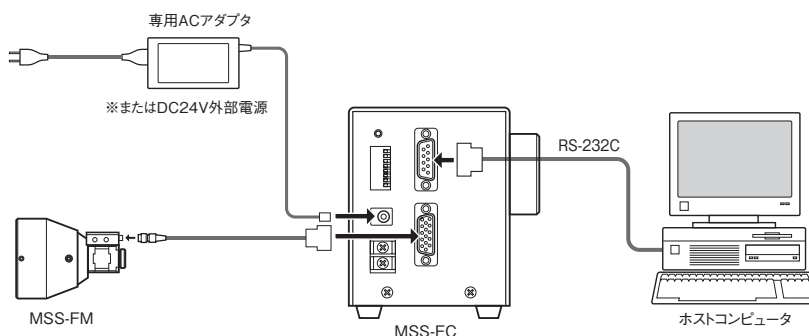 専用ACアダプタ
※またはDC24V外部電源
RS-232C
MSS-FM
MSS-EC
ホストコンピュータ